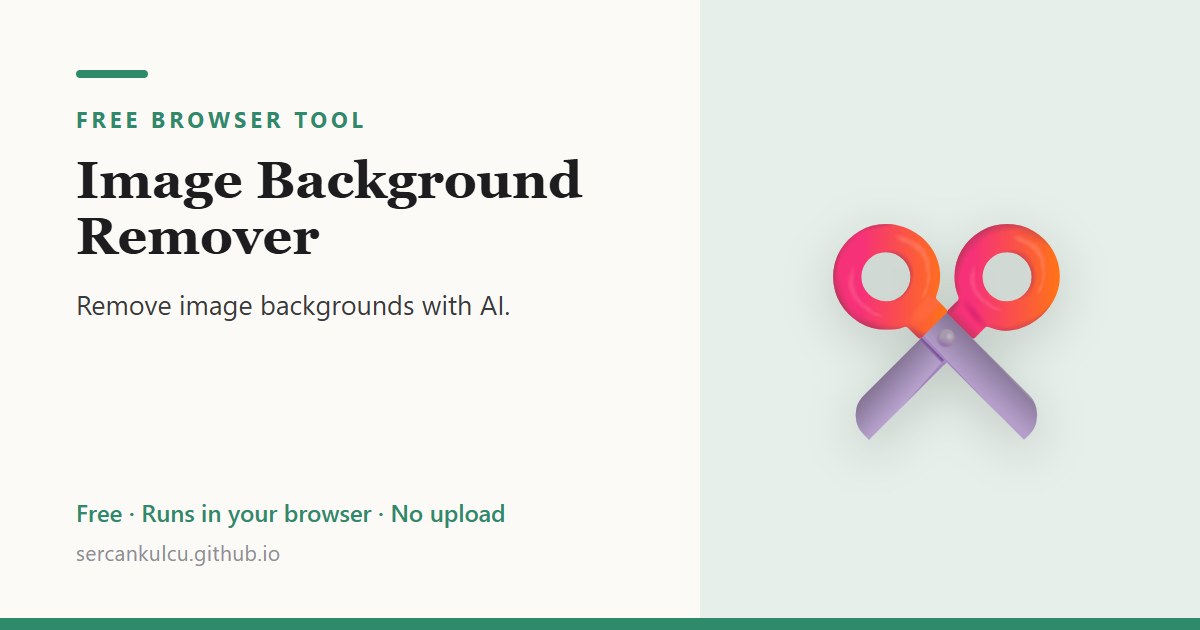 FREE BROWSER TOOL
Image Background
Remover
Remove image backgrounds with AI.
Free · Runs in your browser · No upload
sercankulcu.github.io